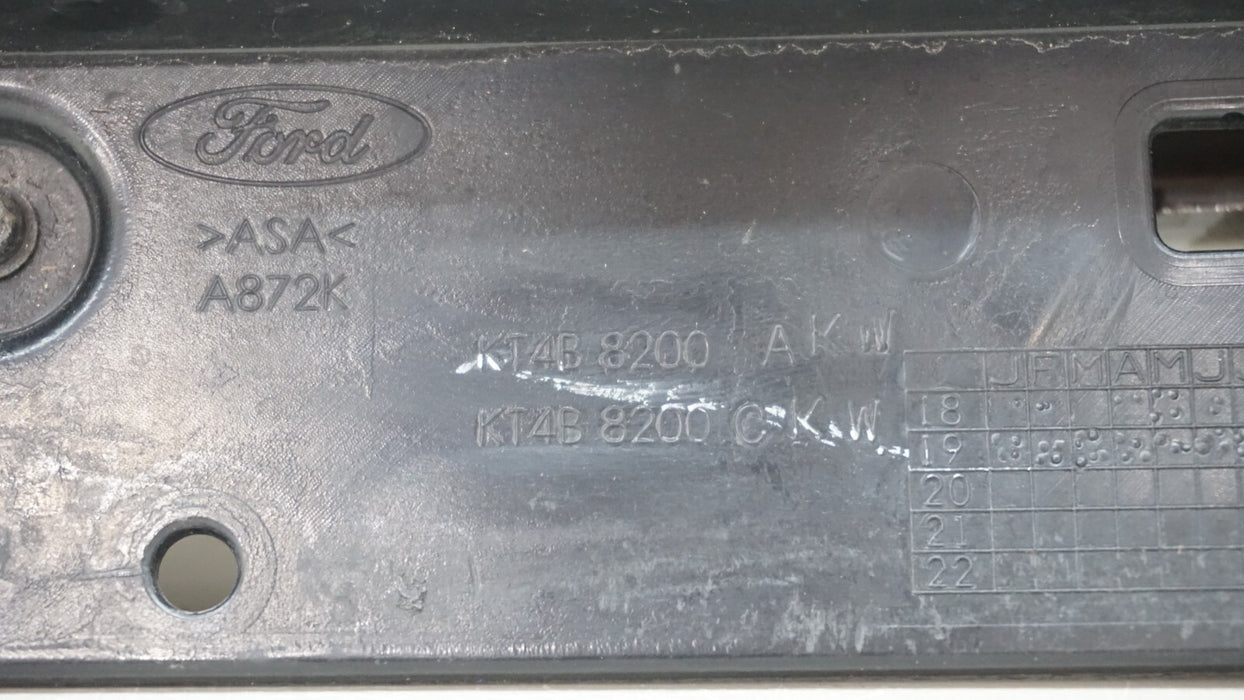 Ford
>ASA<
A872K
KT4B 8200 A K W
KT4B 8200 C K W
J F M A M J J
18
19
20
21
22